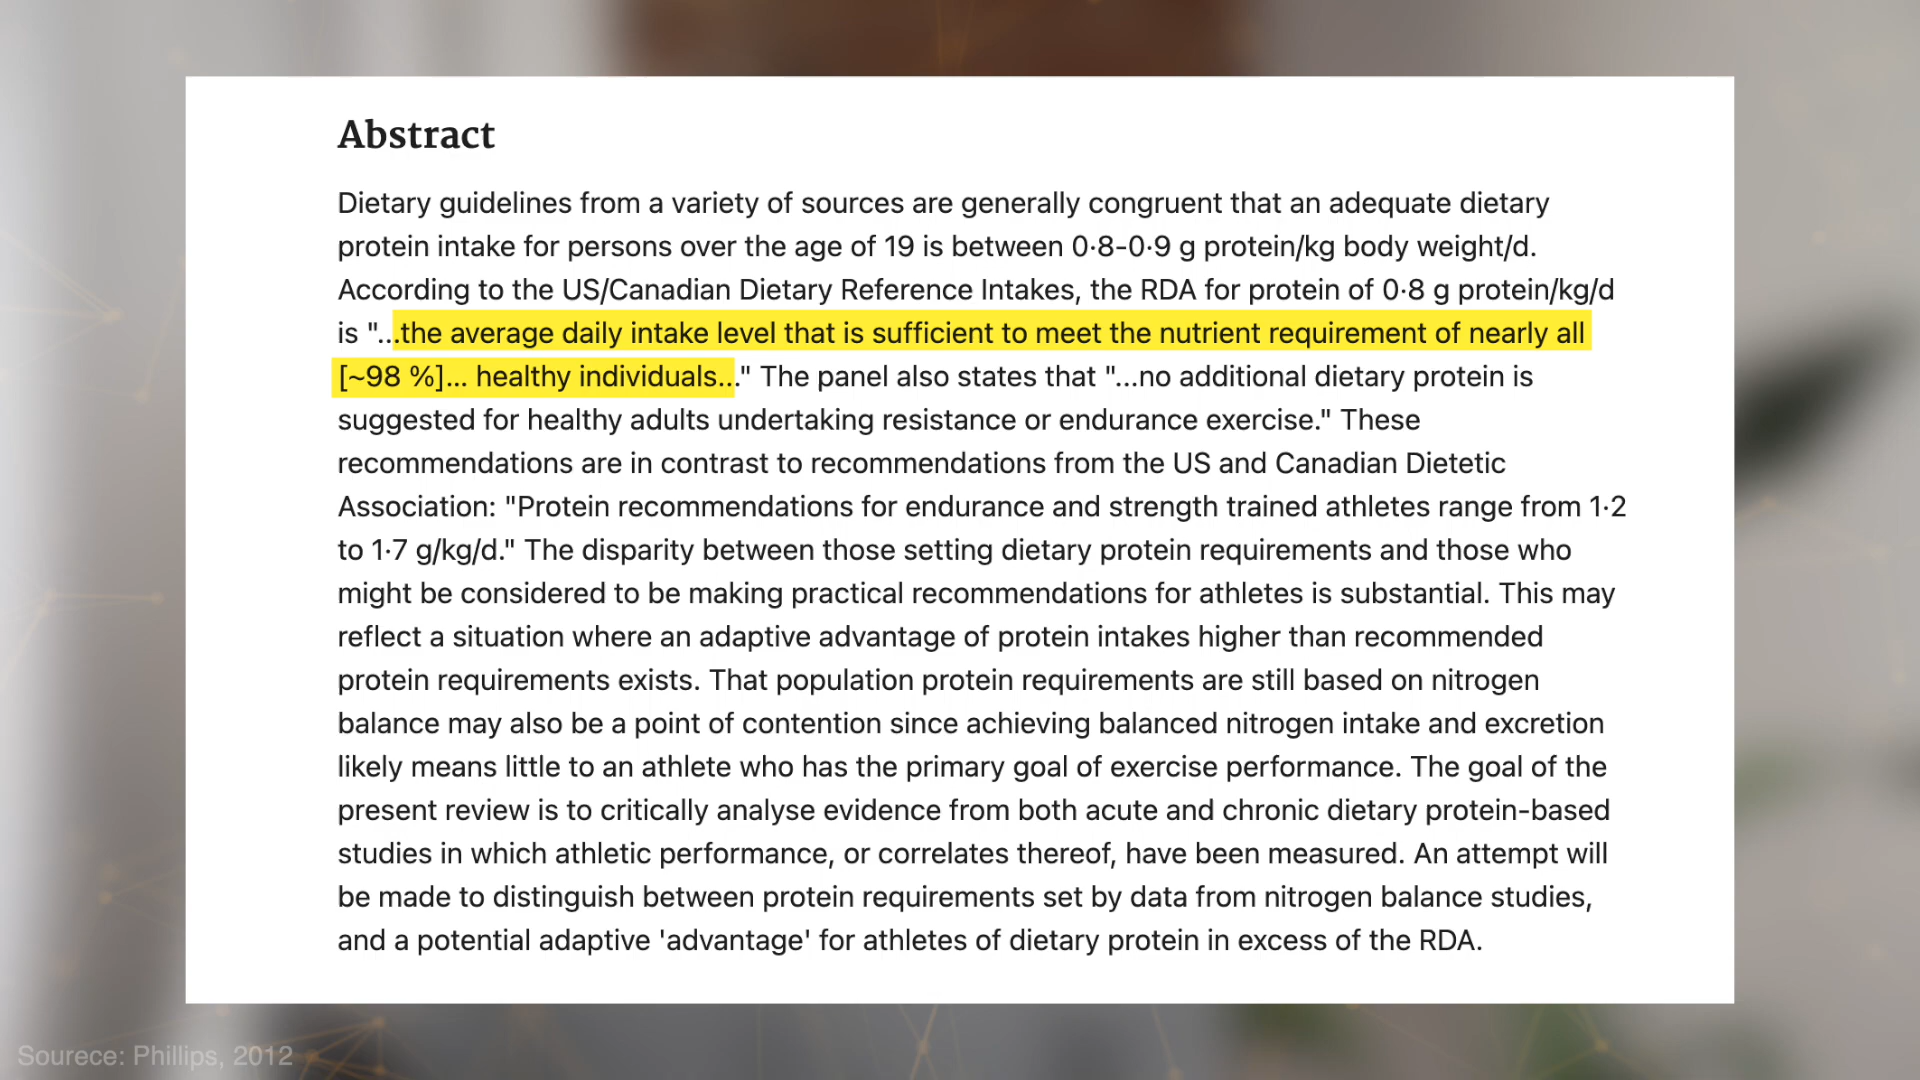 Abstract
Dietary guidelines from a variety of sources are generally congruent that an adequate dietary
protein intake for persons over the age of 19 is between 0·8-0·9 g protein/kg body weight/d.
According to the US/Canadian Dietary Reference Intakes, the RDA for protein of 0·8 g protein/kg/d
is "...the average daily intake level that is sufficient to meet the nutrient requirement of nearly all
[~98 %]... healthy individuals..." The panel also states that "...no additional dietary protein is
suggested for healthy adults undertaking resistance or endurance exercise." These
recommendations are in contrast to recommendations from the US and Canadian Dietetic
Association: "Protein recommendations for endurance and strength trained athletes range from 1·2
to 1·7 g/kg/d." The disparity between those setting dietary protein requirements and those who
might be considered to be making practical recommendations for athletes is substantial. This may
reflect a situation where an adaptive advantage of protein intakes higher than recommended
protein requirements exists. That population protein requirements are still based on nitrogen
balance may also be a point of contention since achieving balanced nitrogen intake and excretion
likely means little to an athlete who has the primary goal of exercise performance. The goal of the
present review is to critically analyse evidence from both acute and chronic dietary protein-based
studies in which athletic performance, or correlates thereof, have been measured. An attempt will
be made to distinguish between protein requirements set by data from nitrogen balance studies,
and a potential adaptive 'advantage' for athletes of dietary protein in excess of the RDA.
Sourece: Phillips, 2012